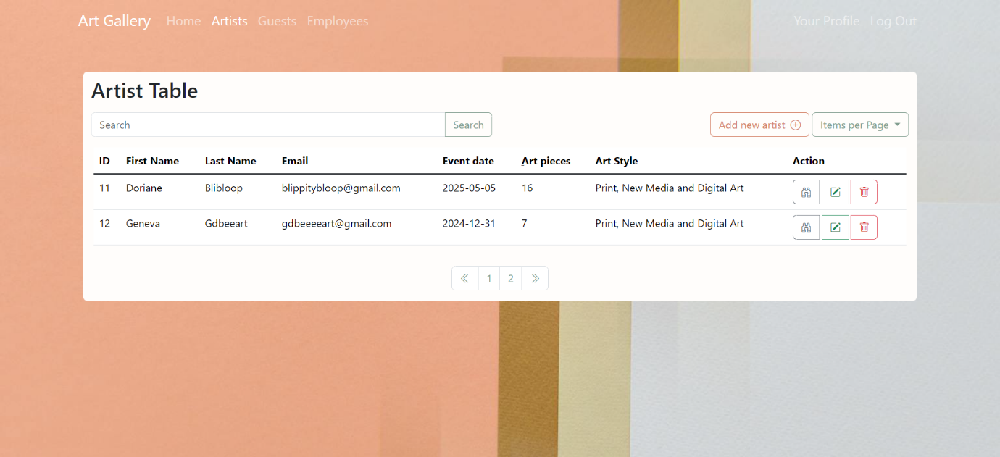 Art Gallery Home Artists Guests Employees Your Profile Log Out
Artist Table
Search Search Add new artist Items per Page
ID First Name Last Name Email Event date Art pieces Art Style Action
11 Doriane Blibloop blippitybloop@gmail.com 2025-05-05 16 Print, New Media and Digital Art
12 Geneva Gdbeeart gdbeeeeart@gmail.com 2024-12-31 7 Print, New Media and Digital Art
« 1 2 »